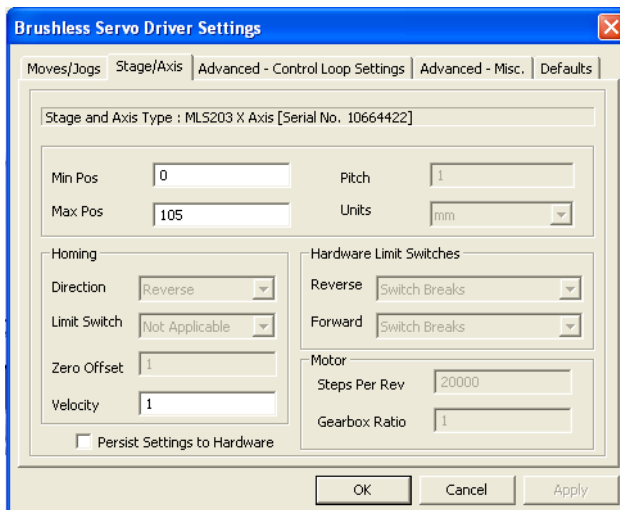 Brushless Servo Driver Settings
Moves/Jogs Stage/Axis Advanced - Control Loop Settings Advanced - Misc. Defaults
Stage and Axis Type : MLS203 X Axis [Serial No. 10664422]
Min Pos 0 Pitch 1
Max Pos 105 Units mm
Homing Hardware Limit Switches
Direction Reverse Reverse Switch Breaks
Limit Switch Not Applicable Forward Switch Breaks
Zero Offset 1 Motor
Steps Per Rev 20000
Velocity 1 Gearbox Ratio 1
Persist Settings to Hardware
OK Cancel Apply